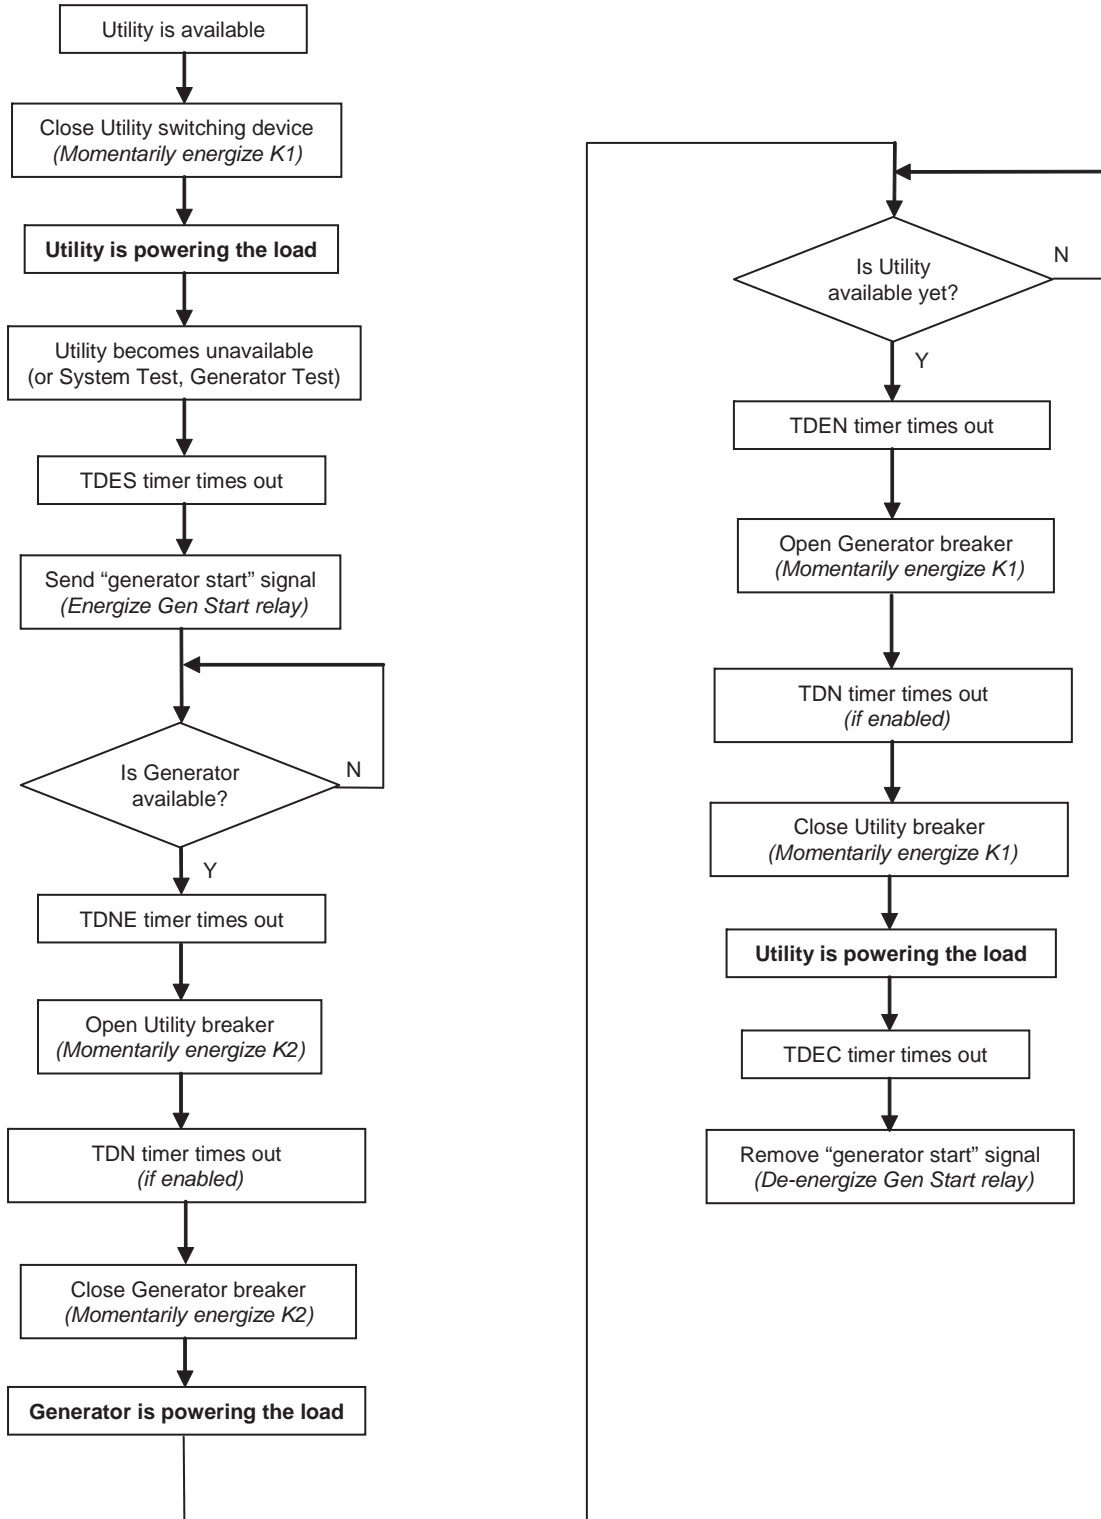 Utility is available
Close Utility switching device
(Momentarily energize K1)
Utility is powering the load
Utility becomes unavailable
(or System Test, Generator Test)
TDES timer times out
Send “generator start” signal
(Energize Gen Start relay)
Is Generator
available?
N
Y
TDNE timer times out
Open Utility breaker
(Momentarily energize K2)
TDN timer times out
(if enabled)
Close Generator breaker
(Momentarily energize K2)
Generator is powering the load
Is Utility
available yet?
N
Y
TDEN timer times out
Open Generator breaker
(Momentarily energize K1)
TDN timer times out
(if enabled)
Close Utility breaker
(Momentarily energize K1)
Utility is powering the load
TDEC timer times out
Remove “generator start” signal
(De-energize Gen Start relay)